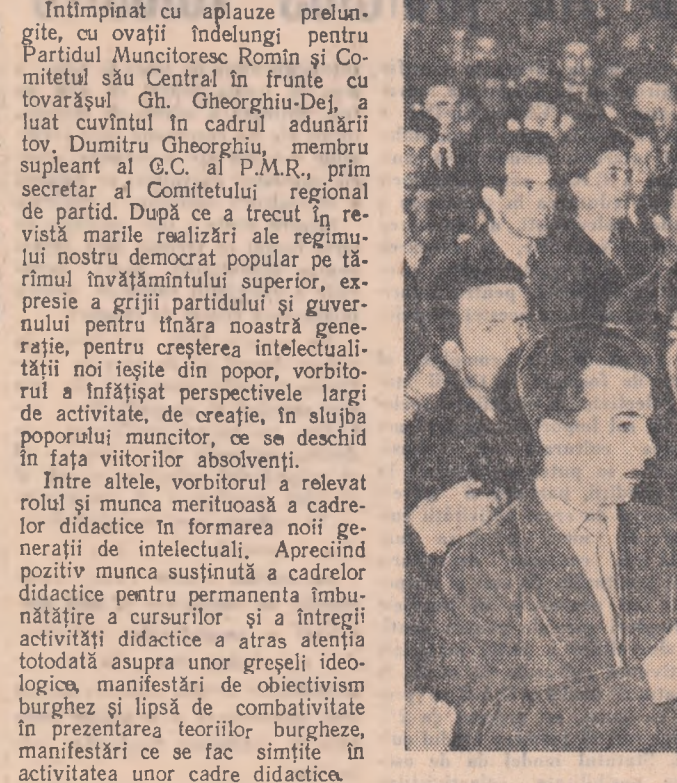 Intîmpinat cu aplauze prelun-
gite, cu ovații îndelungi pentru
Partidul Muncitoresc Romîn și Co-
mitetul său Central în frunte cu
tovarășul Gh. Gheorghiu-Dej, a
luat cuvîntul în cadrul adunării
tov. Dumitru Gheorghiu, membru
supleant al C.C. al P.M.R., prim
secretar al Comitetului regional
de partid. După ce a trecut în re-
vistă marile realizări ale regimu-
lui nostru democrat popular pe tă-
rîmul învățămîntului superior, ex-
presie a grijii partidului și guver-
nului pentru tînăra noastră gene-
rație, pentru creșterea intelectuali-
tății noi ieșite din popor, vorbito-
rul a înfățișat perspectivele largi
de activitate, de creație, în slujba
poporului muncitor, ce se deschid
în fața viitorilor absolvenți.
Intre altele, vorbitorul a relevat
rolul și munca merituoasă a cadre-
lor didactice în formarea noii ge-
nerații de intelectuali. Apreciind
pozitiv munca susținută a cadrelor
didactice pentru permanenta îmbu-
nătățire a cursurilor și a întregii
activități didactice a atras atenția
totodată asupra unor greșeli ideo-
logice, manifestări de obiectivism
burghez și lipsă de combativitate
în prezentarea teoriilor burgheze,
manifestări ce se fac simțite în
activitatea unor cadre didactice.